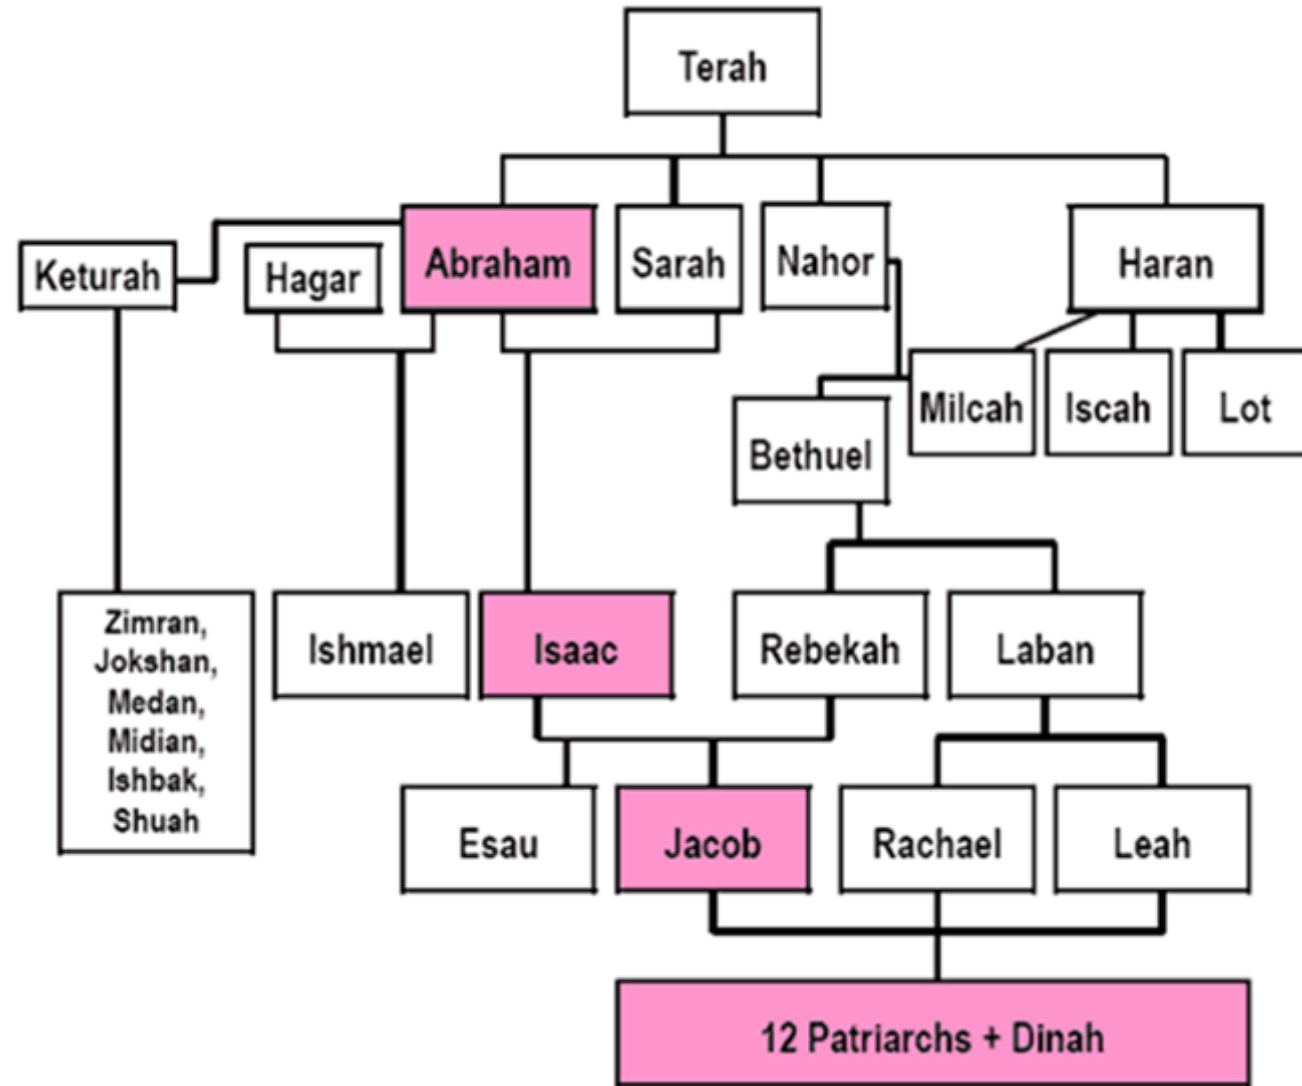 Terah
Keturah
Hagar
Abraham
Sarah
Nahor
Haran
Milcah
Iscah
Lot
Bethuel
Zimran,
Jokshan,
Medan,
Midian,
Ishbak,
Shuah
Ishmael
Isaac
Rebekah
Laban
Esau
Jacob
Rachael
Leah
12 Patriarchs + Dinah